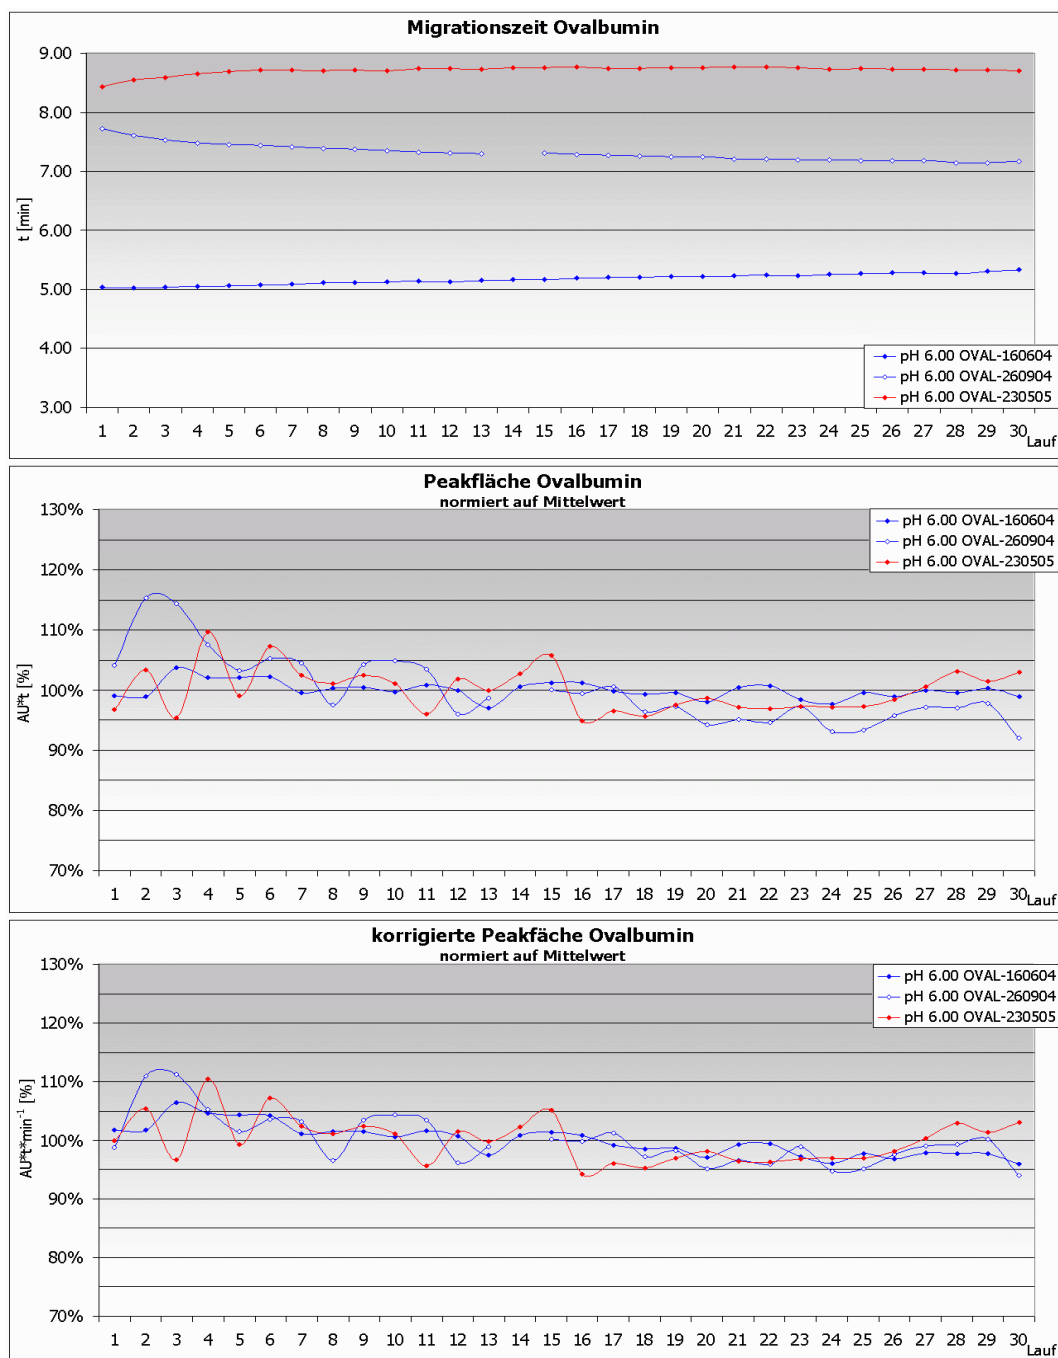 Migrationszeit Ovalbumin
9.00
8.00
7.00
6.00
5.00
4.00
3.00
t [min]
pH 6.00 OVAL-160604
pH 6.00 OVAL-260904
pH 6.00 OVAL-230505
1 2 3 4 5 6 7 8 9 10 11 12 13 14 15 16 17 18 19 20 21 22 23 24 25 26 27 28 29 30 Lauf
Peakfläche Ovalbumin
normiert auf Mittelwert
130%
120%
110%
100%
90%
80%
70%
AU*t [%]
pH 6.00 OVAL-160604
pH 6.00 OVAL-260904
pH 6.00 OVAL-230505
1 2 3 4 5 6 7 8 9 10 11 12 13 14 15 16 17 18 19 20 21 22 23 24 25 26 27 28 29 30 Lauf
korrigierte Peakfäche Ovalbumin
normiert auf Mittelwert
130%
120%
110%
100%
90%
80%
70%
AU*t*min⁻¹ [%]
pH 6.00 OVAL-160604
pH 6.00 OVAL-260904
pH 6.00 OVAL-230505
1 2 3 4 5 6 7 8 9 10 11 12 13 14 15 16 17 18 19 20 21 22 23 24 25 26 27 28 29 30 Lauf